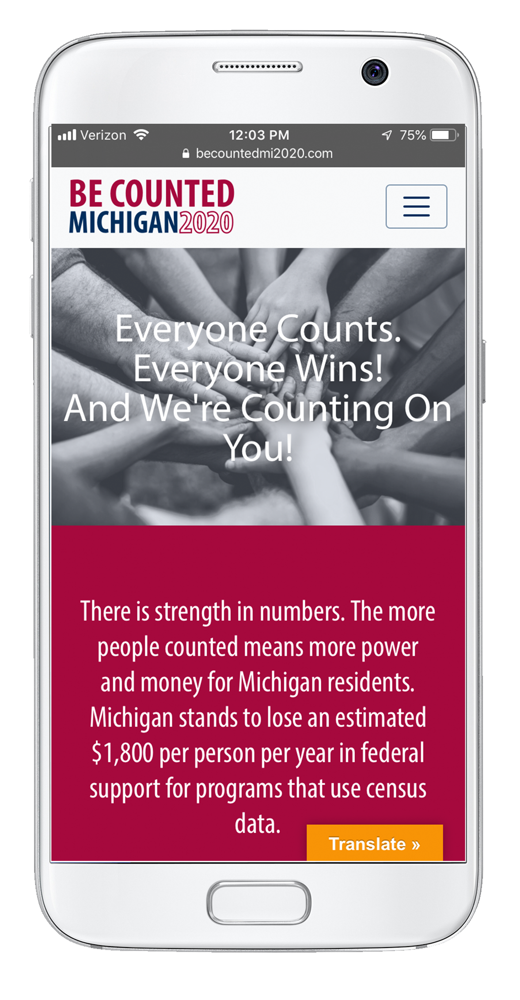 Verizon 12:03 PM 75%
becountedmi2020.com
BE COUNTED
MICHIGAN2020
Everyone Counts.
Everyone Wins!
And We're Counting On
You!
There is strength in numbers. The more
people counted means more power
and money for Michigan residents.
Michigan stands to lose an estimated
$1,800 per person per year in federal
support for programs that use census
data.
Translate »